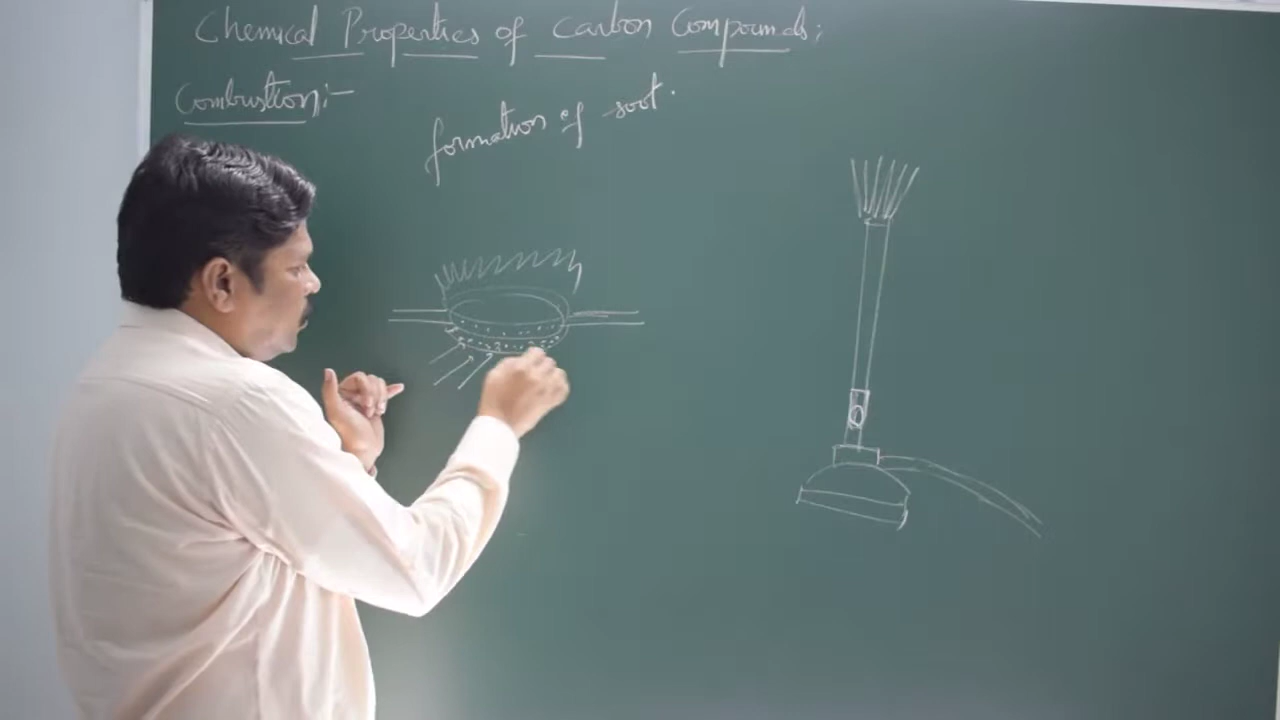 Chemical Properties of Carbon Compounds:
Combustion:-
formation of soot.